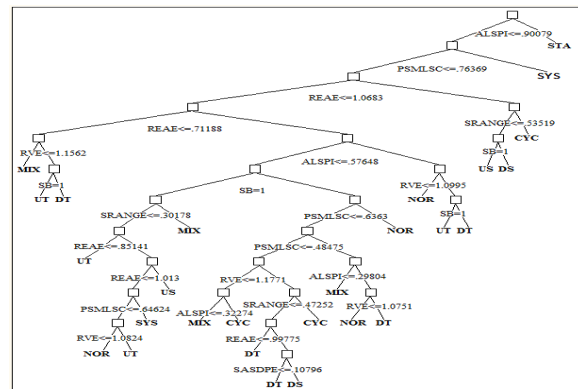 ALSPI<=.90079
STA
PSMLSC<=.76369
SYS
REAE<=1.0683
REAE<=.71188
SRANGE<=.53519
RVE<=1.1562
ALSPI<=.57648
SB=1
CYC
MIX
SB=1
SB=1
RVE<=1.0995
US DS
UT DT
NOR
SB=1
SRANGE<=.30178
PSMLSC<=.6363
UT DT
MIX
NOR
REAE<=.85141
PSMLSC<=.48475
UT
REAE<=1.013
RVE<=1.1771
ALSPI<=.29804
US
MIX
PSMLSC<=.64624
ALSPI<=.32274
SRANGE<=.47252
RVE<=1.0751
SYS
MIX CYC
CYC
NOR DT
RVE<=1.0824
REAE<=.99775
NOR UT
DT
SASDPE<=.10796
DT DS